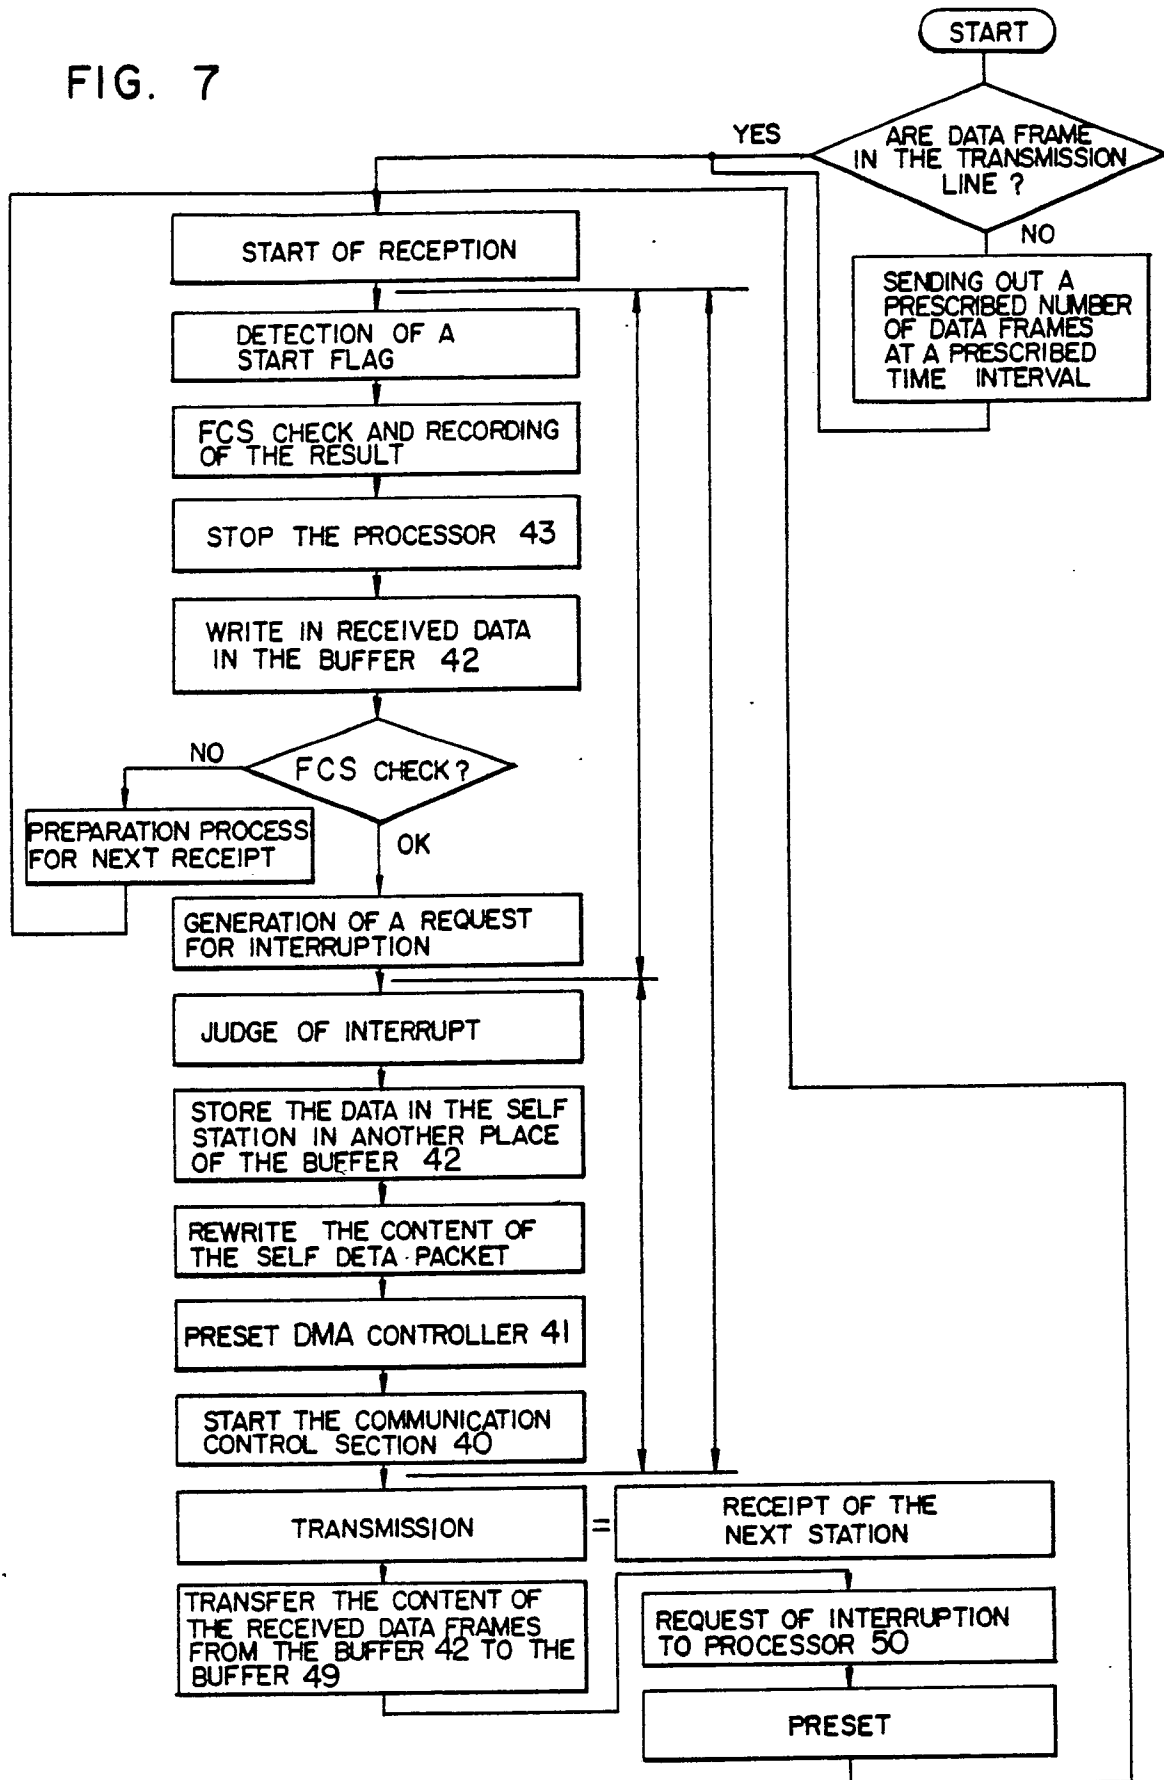 FIG. 7
START
ARE DATA FRAME
IN THE TRANSMISSION
LINE ?
YES
NO
SENDING OUT A
PRESCRIBED NUMBER
OF DATA FRAMES
AT A PRESCRIBED
TIME INTERVAL
START OF RECEPTION
DETECTION OF A
START FLAG
FCS CHECK AND RECORDING
OF THE RESULT
STOP THE PROCESSOR 43
WRITE IN RECEIVED DATA
IN THE BUFFER 42
FCS CHECK ?
NO
PREPARATION PROCESS
FOR NEXT RECEIPT
OK
GENERATION OF A REQUEST
FOR INTERRUPTION
JUDGE OF INTERRUPT
STORE THE DATA IN THE SELF
STATION IN ANOTHER PLACE
OF THE BUFFER 42
REWRITE THE CONTENT OF
THE SELF DETA PACKET
PRESET DMA CONTROLLER 41
START THE COMMUNICATION
CONTROL SECTION 40
TRANSMISSION
=
RECEIPT OF THE
NEXT STATION
TRANSFER THE CONTENT OF
THE RECEIVED DATA FRAMES
FROM THE BUFFER 42 TO THE
BUFFER 49
REQUEST OF INTERRUPTION
TO PROCESSOR 50
PRESET